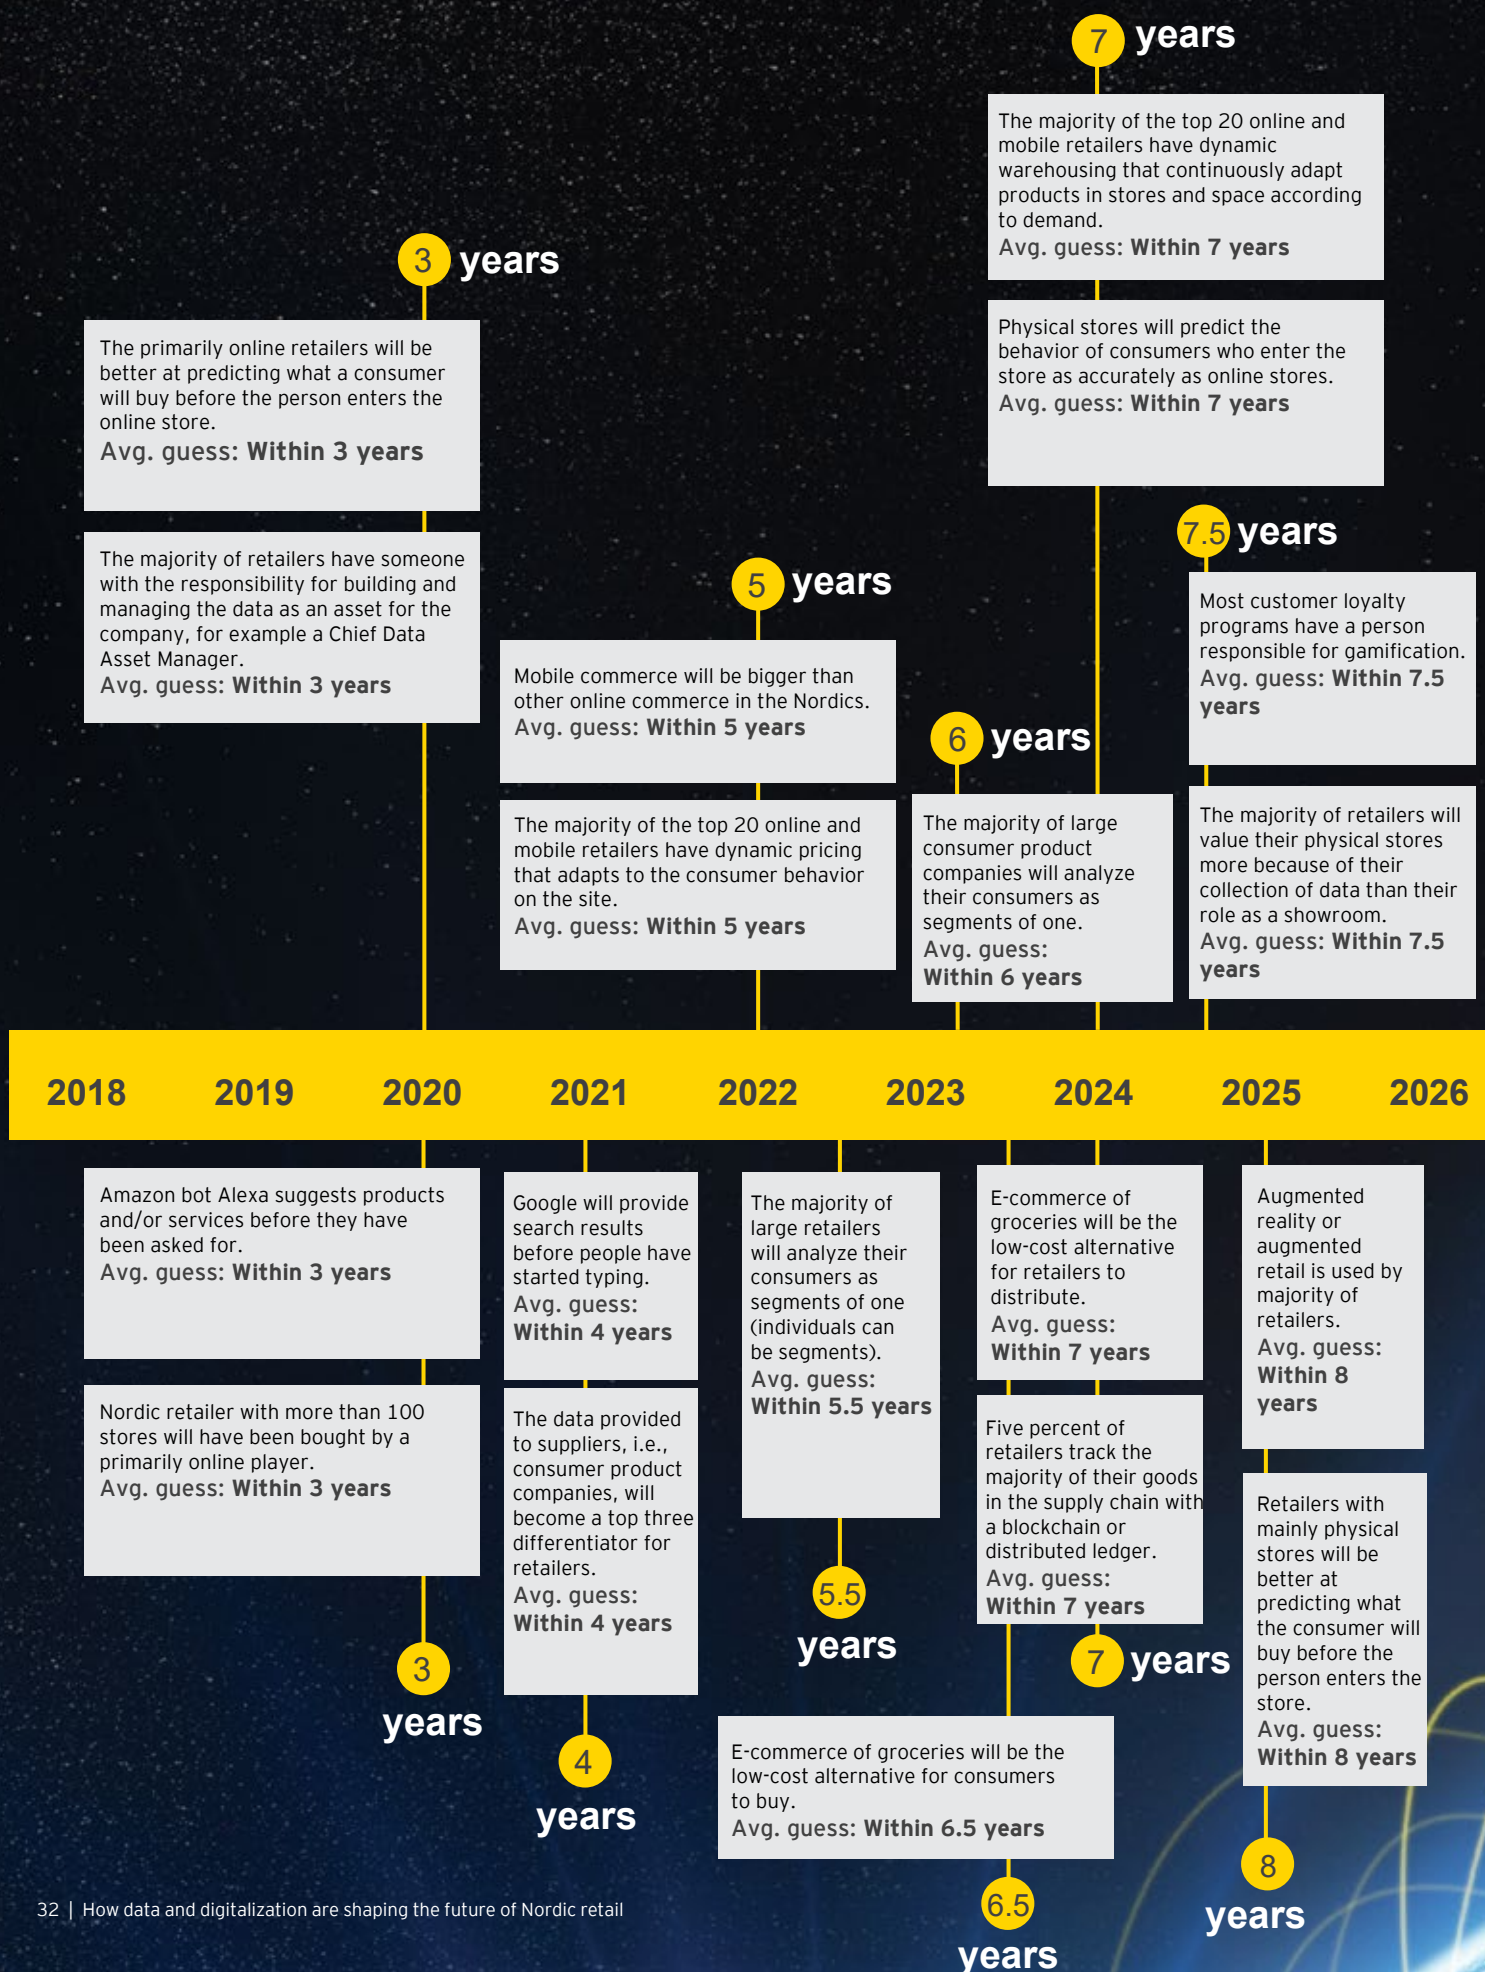 7 years
The majority of the top 20 online and
mobile retailers have dynamic
warehousing that continuously adapt
products in stores and space according
to demand.
Avg. guess: Within 7 years
Physical stores will predict the
behavior of consumers who enter the
store as accurately as online stores.
Avg. guess: Within 7 years
3 years
The primarily online retailers will be
better at predicting what a consumer
will buy before the person enters the
online store.
Avg. guess: Within 3 years
The majority of retailers have someone
with the responsibility for building and
managing the data as an asset for the
company, for example a Chief Data
Asset Manager.
Avg. guess: Within 3 years
5 years
Mobile commerce will be bigger than
other online commerce in the Nordics.
Avg. guess: Within 5 years
The majority of the top 20 online and
mobile retailers have dynamic pricing
that adapts to the consumer behavior
on the site.
Avg. guess: Within 5 years
6 years
The majority of large
consumer product
companies will analyze
their consumers as
segments of one.
Avg. guess:
Within 6 years
7.5 years
Most customer loyalty
programs have a person
responsible for gamification.
Avg. guess: Within 7.5
years
The majority of retailers will
value their physical stores
more because of their
collection of data than their
role as a showroom.
Avg. guess: Within 7.5
years
2018 2019 2020 2021 2022 2023 2024 2025 2026
Amazon bot Alexa suggests products
and/or services before they have
been asked for.
Avg. guess: Within 3 years
Nordic retailer with more than 100
stores will have been bought by a
primarily online player.
Avg. guess: Within 3 years
3
years
Google will provide
search results
before people have
started typing.
Avg. guess:
Within 4 years
The data provided
to suppliers, i.e.,
consumer product
companies, will
become a top three
differentiator for
retailers.
Avg. guess:
Within 4 years
4
years
The majority of
large retailers
will analyze their
consumers as
segments of one
(individuals can
be segments).
Avg. guess:
Within 5.5 years
5.5
years
E-commerce of
groceries will be the
low-cost alternative
for retailers to
distribute.
Avg. guess:
Within 7 years
Five percent of
retailers track the
majority of their goods
in the supply chain with
a blockchain or
distributed ledger.
Avg. guess:
Within 7 years
7 years
E-commerce of groceries will be the
low-cost alternative for consumers
to buy.
Avg. guess: Within 6.5 years
6.5
years
Augmented
reality or
augmented
retail is used by
majority of
retailers.
Avg. guess:
Within 8
years
Retailers with
mainly physical
stores will be
better at
predicting what
the consumer will
buy before the
person enters the
store.
Avg. guess:
Within 8 years
8
years
32 | How data and digitalization are shaping the future of Nordic retail